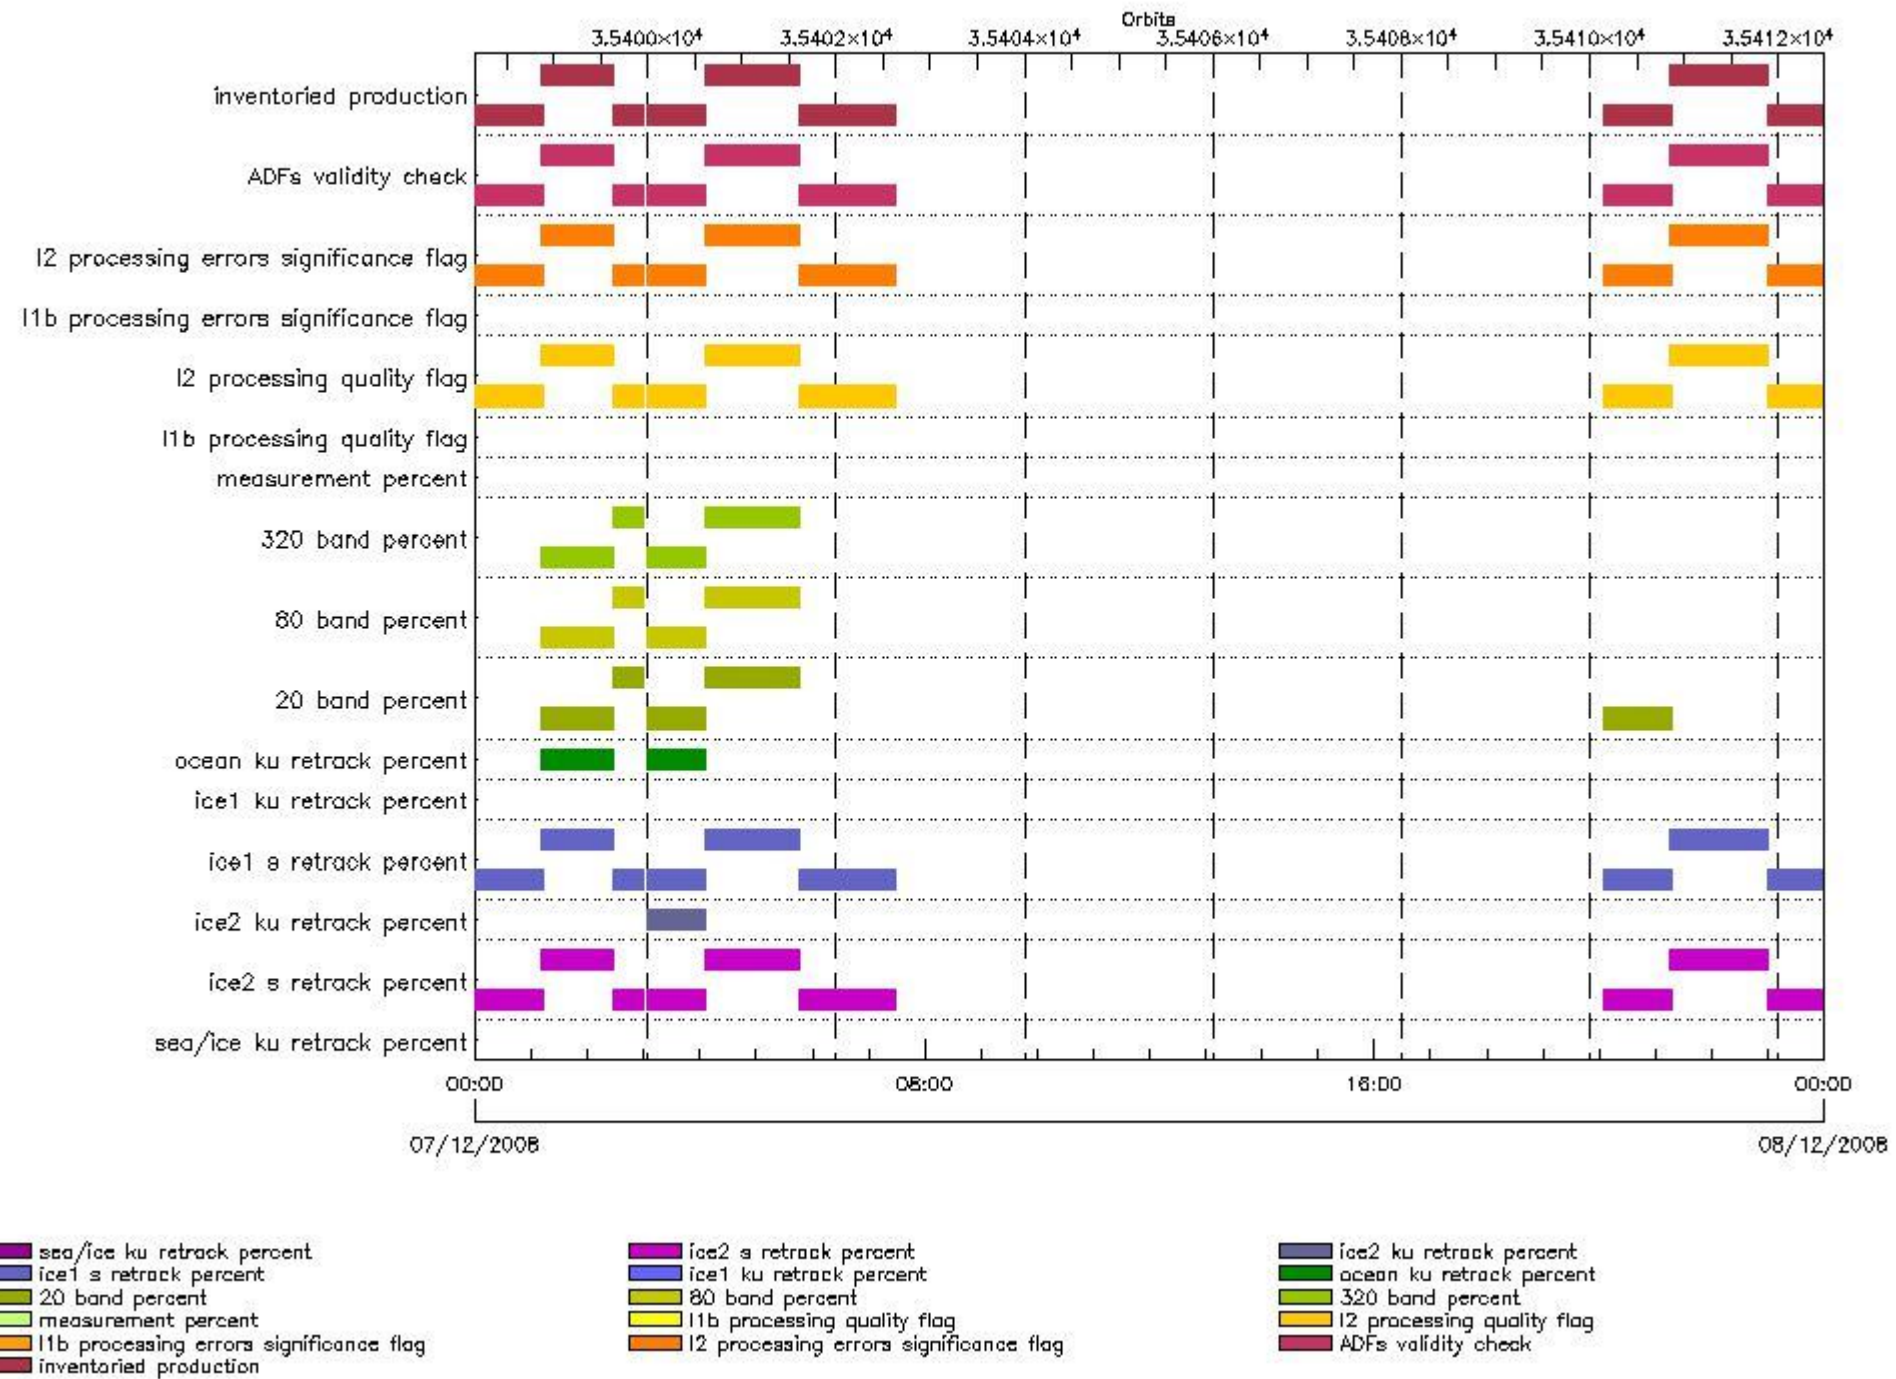 Orbits
3.5400×10⁴ 3.5402×10⁴ 3.5404×10⁴ 3.5406×10⁴ 3.5408×10⁴ 3.5410×10⁴ 3.5412×10⁴
inventoried production
ADFs validity check
l2 processing errors significance flag
l1b processing errors significance flag
l2 processing quality flag
l1b processing quality flag
measurement percent
320 band percent
80 band percent
20 band percent
ocean ku retrack percent
ice1 ku retrack percent
ice1 s retrack percent
ice2 ku retrack percent
ice2 s retrack percent
sea/ice ku retrack percent
00:00 08:00 16:00 00:00
07/12/2008 08/12/2008
sea/ice ku retrack percent ice2 s retrack percent ice2 ku retrack percent
ice1 s retrack percent ice1 ku retrack percent ocean ku retrack percent
20 band percent 80 band percent 320 band percent
measurement percent l1b processing quality flag l2 processing quality flag
l1b processing errors significance flag l2 processing errors significance flag ADFs validity check
inventoried production